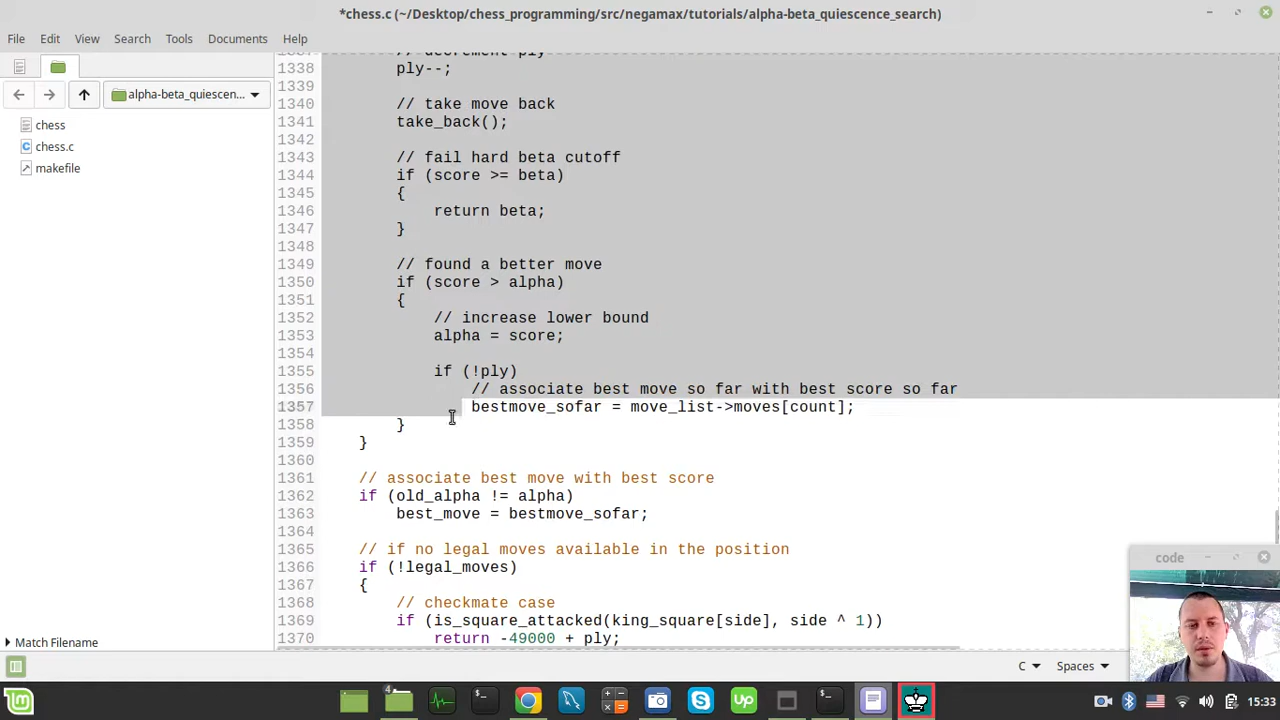 *chess.c (~/Desktop/chess_programming/src/negamax/tutorials/alpha-beta_quiescence_search)
File Edit View Search Tools Documents Help
alpha-beta_quiescen...
chess
chess.c
makefile
Match Filename
1337 // decrement ply
1338 ply--;
1339
1340 // take move back
1341 take_back();
1342
1343 // fail hard beta cutoff
1344 if (score >= beta)
1345 {
1346 return beta;
1347 }
1348
1349 // found a better move
1350 if (score > alpha)
1351 {
1352 // increase lower bound
1353 alpha = score;
1354
1355 if (!ply)
1356 // associate best move so far with best score so far
1357 bestmove_sofar = move_list->moves[count];
1358 }
1359 }
1360
1361 // associate best move with best score
1362 if (old_alpha != alpha)
1363 best_move = bestmove_sofar;
1364
1365 // if no legal moves available in the position
1366 if (!legal_moves)
1367 {
1368 // checkmate case
1369 if (is_square_attacked(king_square[side], side ^ 1))
1370 return -49000 + ply;
code
C Spaces
4
Up
15:33